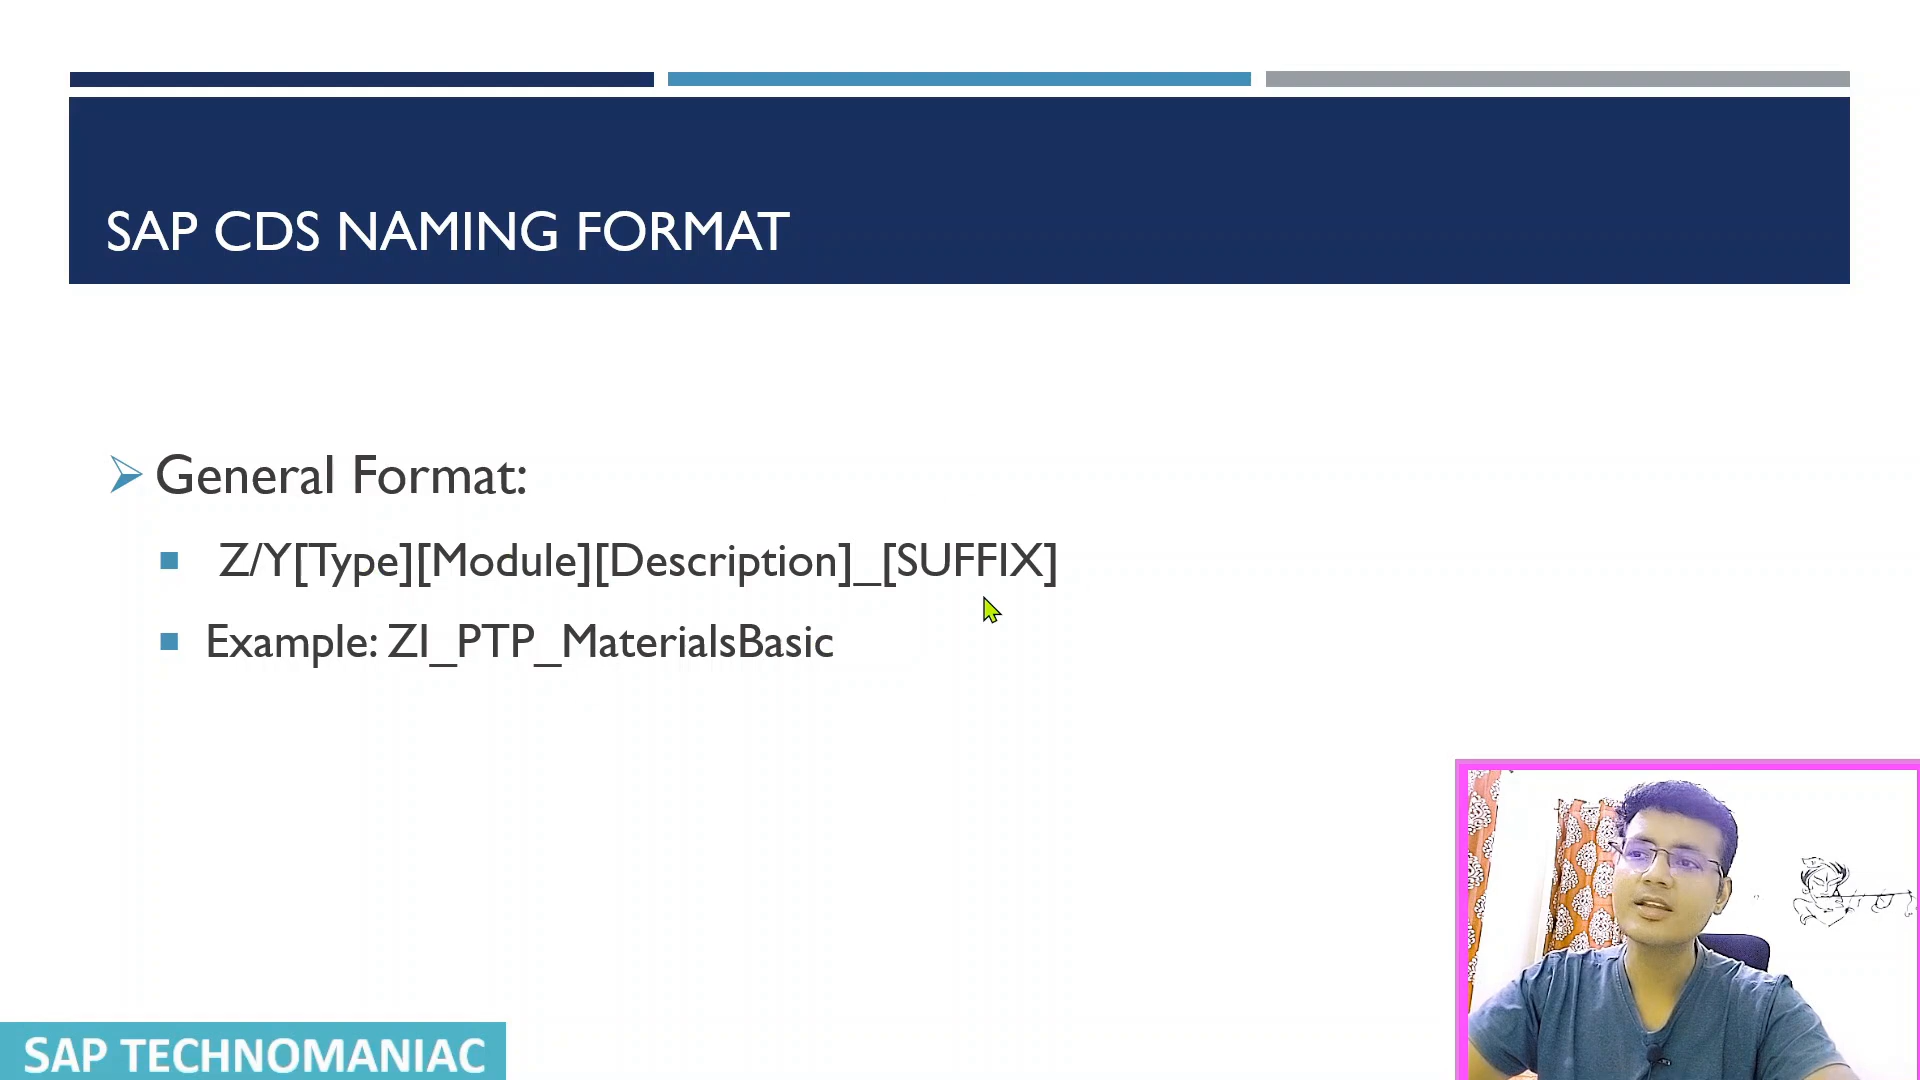 SAP CDS NAMING FORMAT
General Format:
Z/Y[Type][Module][Description]_[SUFFIX]
Example: ZI_PTP_MaterialsBasic
SAP TECHNOMANIAC